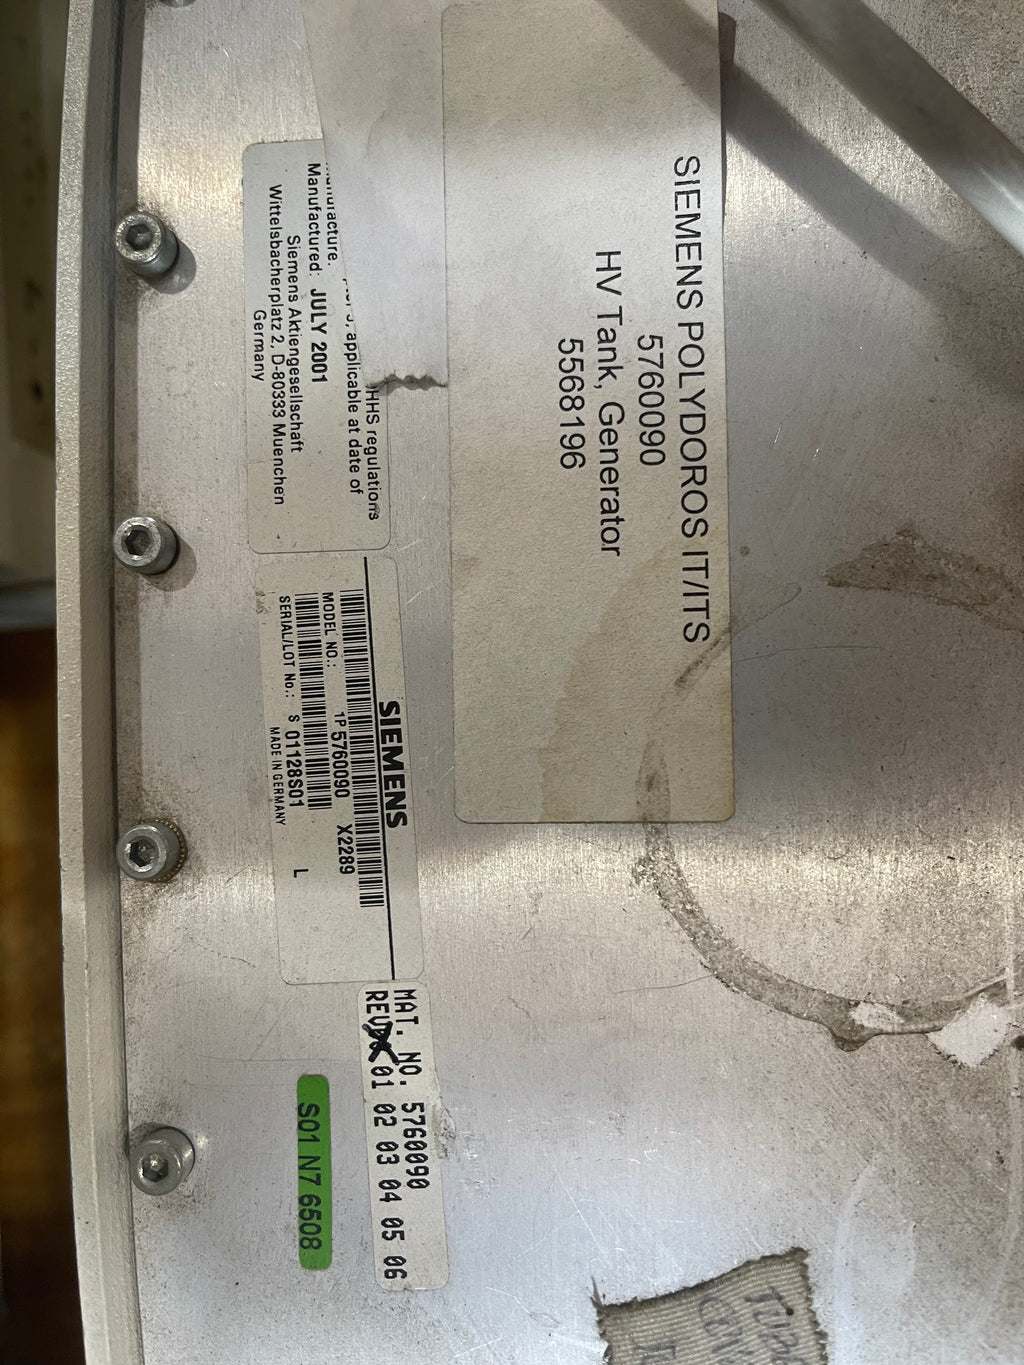 SIEMENS POLYDOROS IT/ITS
5760090
HV Tank, Generator
5568196
HHS regulations
applicable at date of
manufacture.
Manufactured: JULY 2001
Siemens Aktiengesellschaft
Wittelsbacherplatz 2, D-80333 Muenchen
Germany
SIEMENS
1P 5760090 X2289
MODEL NO.:
SERIAL/LOT No.: S 01128S01 L
MADE IN GERMANY
MAT. NO. 5760090
REV 01 02 03 04 05 06
S01 N7 6508